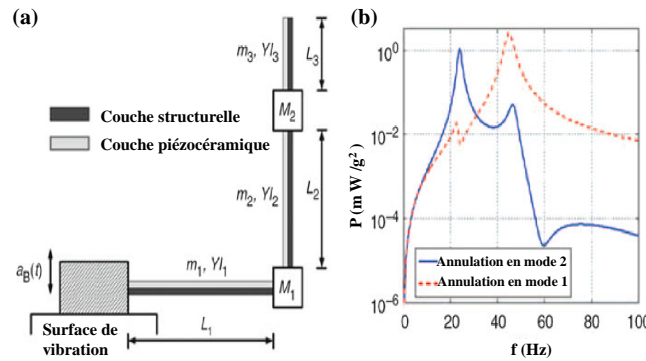 (a)
m3, YI3
L3
M2
Couche structurelle
Couche piézocéramique
m2, YI2
L2
aB(t)
m1, YI1
M1
Surface de
vibration
L1
(b)
P (m W /g²)
10⁰
10⁻²
10⁻⁴
10⁻⁶
Annulation en mode 2
Annulation en mode 1
0
20
40
60
80
100
f (Hz)